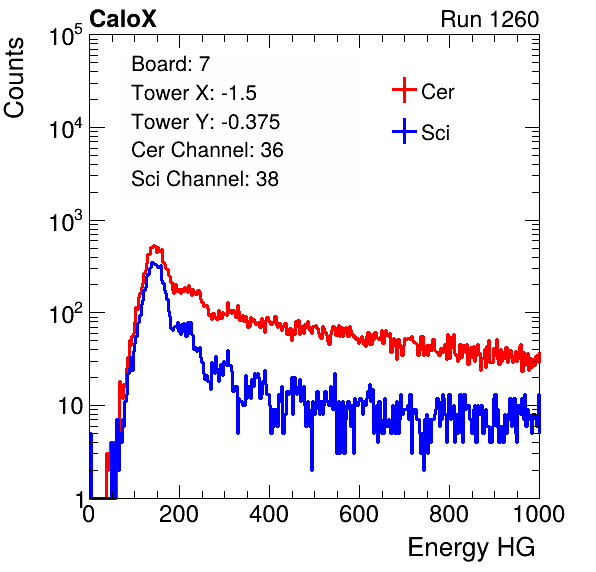 CaloX Run 1260
Counts
10^5
10^4
10^3
10^2
10
1
Board: 7
Tower X: -1.5
Tower Y: -0.375
Cer Channel: 36
Sci Channel: 38
Cer
Sci
0 200 400 600 800 1000
Energy HG